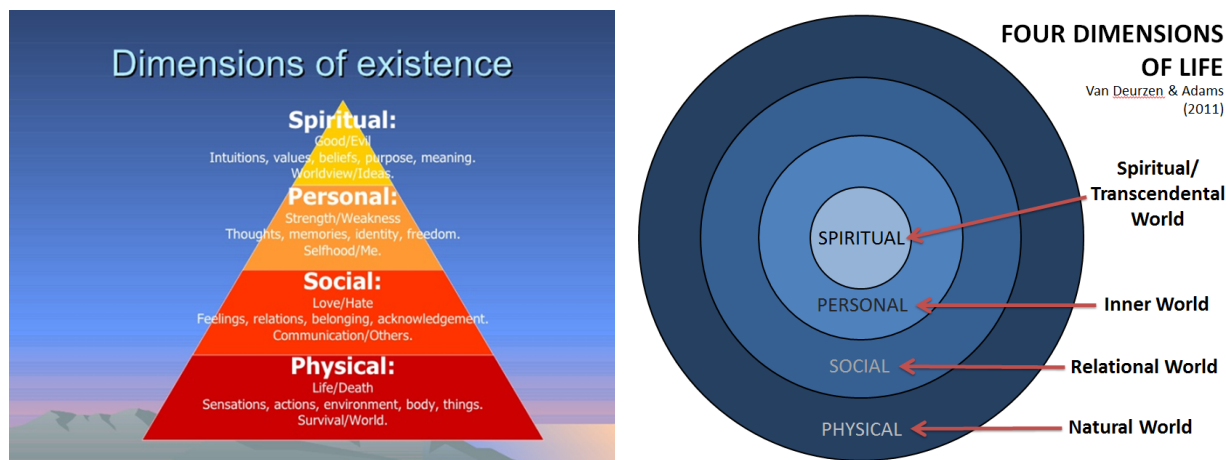 Dimensions of existence
Spiritual:
Good/Evil
Intuitions, values, beliefs, purpose, meaning.
Worldview/Ideas.
Personal:
Strength/Weakness
Thoughts, memories, identity, freedom.
Selfhood/Me.
Social:
Love/Hate
Feelings, relations, belonging, acknowledgement.
Communication/Others.
Physical:
Life/Death
Sensations, actions, environment, body, things.
Survival/World.
FOUR DIMENSIONS
OF LIFE
Van Deurzen & Adams
(2011)
Spiritual/
Transcendental
World
SPIRITUAL
PERSONAL
Inner World
SOCIAL
Relational World
PHYSICAL
Natural World